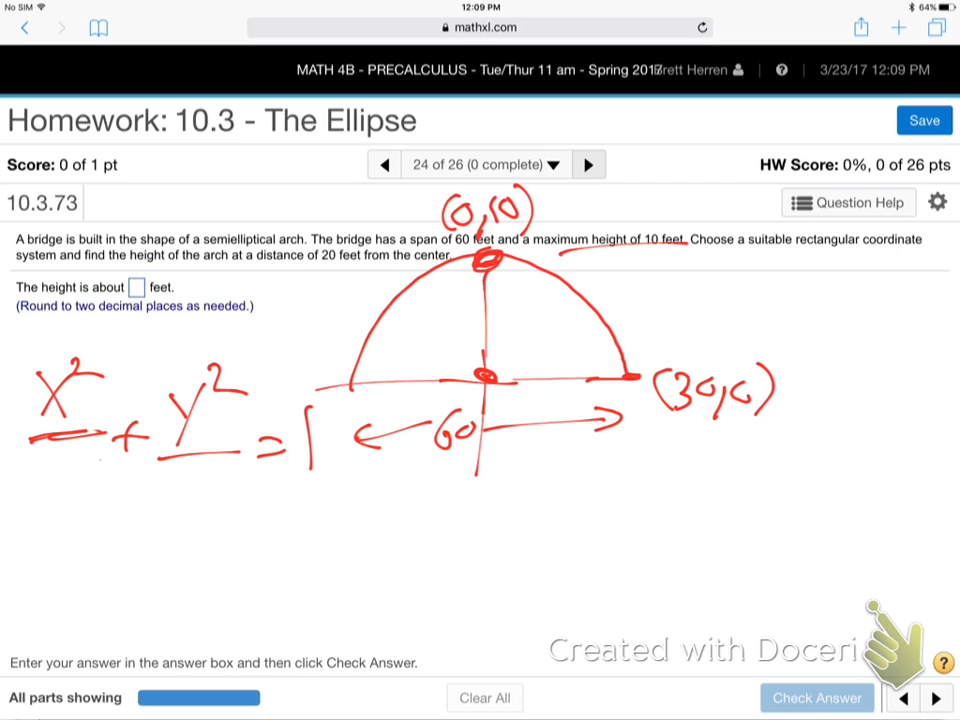 No SIM 12:09 PM 64%
mathxl.com
MATH 4B - PRECALCULUS - Tue/Thur 11 am - Spring 2017 Brett Herren ? 3/23/17 12:09 PM
Homework: 10.3 - The Ellipse Save
Score: 0 of 1 pt 24 of 26 (0 complete) HW Score: 0%, 0 of 26 pts
10.3.73 Question Help
(0,10)
A bridge is built in the shape of a semielliptical arch. The bridge has a span of 60 feet and a maximum height of 10 feet. Choose a suitable rectangular coordinate
system and find the height of the arch at a distance of 20 feet from the center.
The height is about feet.
(Round to two decimal places as needed.)
x² + y² = 1
60
(30,0)
Created with Doceri
Enter your answer in the answer box and then click Check Answer. ?
All parts showing Clear All Check Answer